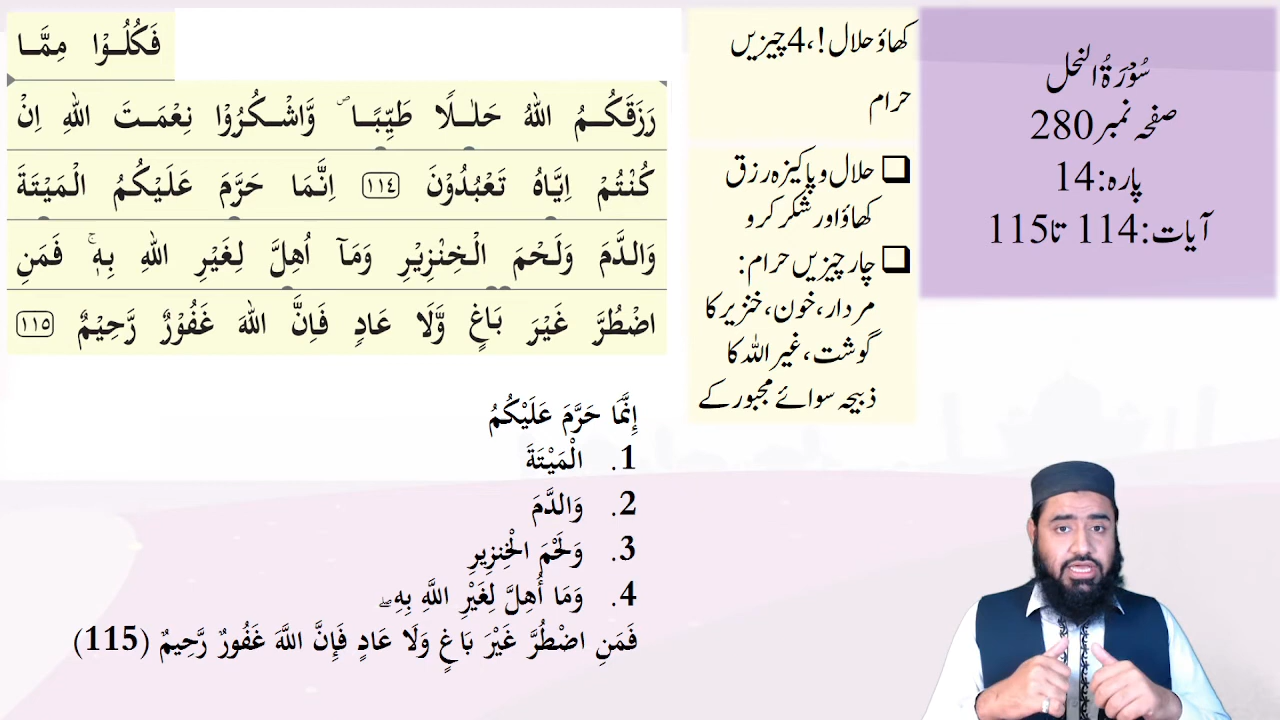 سُوْرَۃُ النحل
صفحہ نمبر 280
پارہ: 14
آیات: 114 تا 115
کھاؤ حلال !، 4 چیزیں
حرام
❑ حلال و پاکیزہ رزق
کھاؤ اور شکر کرو
❑ چار چیزیں حرام:
مردار، خون، خنزیر کا
گوشت، غیر اللہ کا
ذبیحہ سوائے مجبور کے
فَكُلُوْا مِمَّا
رَزَقَكُمُ اللّٰهُ حَلٰلًا طَيِّبًا ۪ وَّاشْكُرُوْا نِعْمَتَ اللّٰهِ اِنْ
كُنْتُمْ اِيَّاهُ تَعْبُدُوْنَ ١١٤ اِنَّمَا حَرَّمَ عَلَيْكُمُ الْمَيْتَةَ
وَالدَّمَ وَلَحْمَ الْخِنْزِيْرِ وَمَآ اُهِلَّ لِغَيْرِ اللّٰهِ بِهٖ ۚ فَمَنِ
اضْطُرَّ غَيْرَ بَاغٍ وَّلَا عَادٍ فَاِنَّ اللّٰهَ غَفُوْرٌ رَّحِيْمٌ ١١٥
إِنَّمَا حَرَّمَ عَلَيْكُمُ
1. الْمَيْتَةَ
2. وَالدَّمَ
3. وَلَحْمَ الْخِنزِيرِ
4. وَمَا أُهِلَّ لِغَيْرِ اللَّهِ بِهِ ۖ
فَمَنِ اضْطُرَّ غَيْرَ بَاغٍ وَلَا عَادٍ فَإِنَّ اللَّهَ غَفُورٌ رَّحِيمٌ (115)